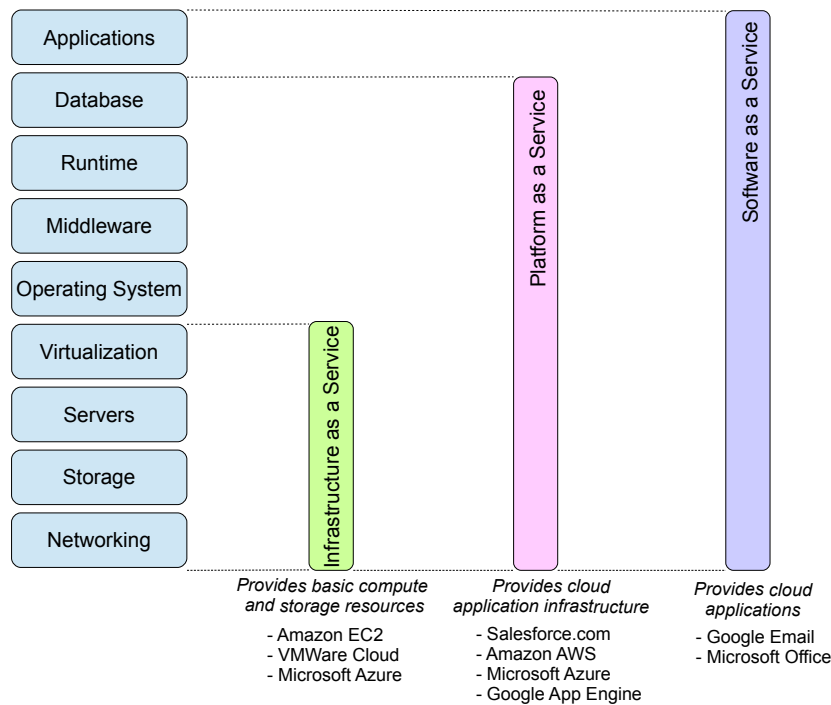 Applications
Database
Runtime
Middleware
Operating System
Virtualization
Servers
Storage
Networking
Infrastructure as a Service
Platform as a Service
Software as a Service
Provides basic compute
and storage resources
- Amazon EC2
- VMWare Cloud
- Microsoft Azure
Provides cloud
application infrastructure
- Salesforce.com
- Amazon AWS
- Microsoft Azure
- Google App Engine
Provides cloud
applications
- Google Email
- Microsoft Office